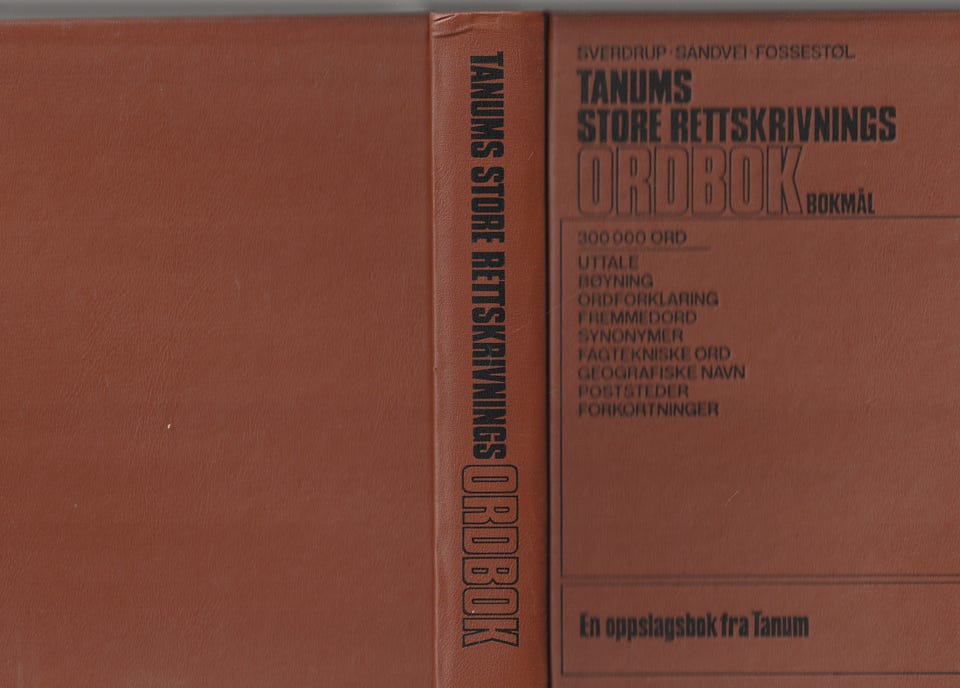 TANUMS STORE RETTSKRIVNINGS ORDBOK
SVERDRUP·SANDVEI·FOSSESTØL
TANUMS
STORE RETTSKRIVNINGS
ORDBOK BOKMÅL
300 000 ORD
UTTALE
BØYNING
ORDFORKLARING
FREMMEDORD
SYNONYMER
FAGTEKNISKE ORD
GEOGRAFISKE NAVN
POSTSTEDER
FORKORTNINGER
En oppslagsbok fra Tanum